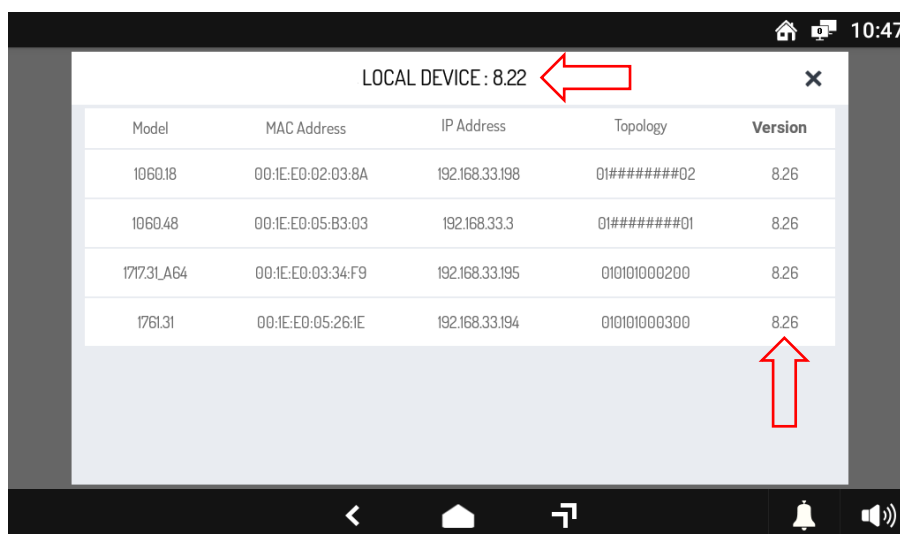 10:47
LOCAL DEVICE : 8.22
Model MAC Address IP Address Topology Version
1060.18 00:1E:E0:02:03:8A 192.168.33.198 01########02 8.26
1060.48 00:1E:E0:05:B3:03 192.168.33.3 01########01 8.26
1717.31_A64 00:1E:E0:03:34:F9 192.168.33.195 010101000200 8.26
1761.31 00:1E:E0:05:26:1E 192.168.33.194 010101000300 8.26